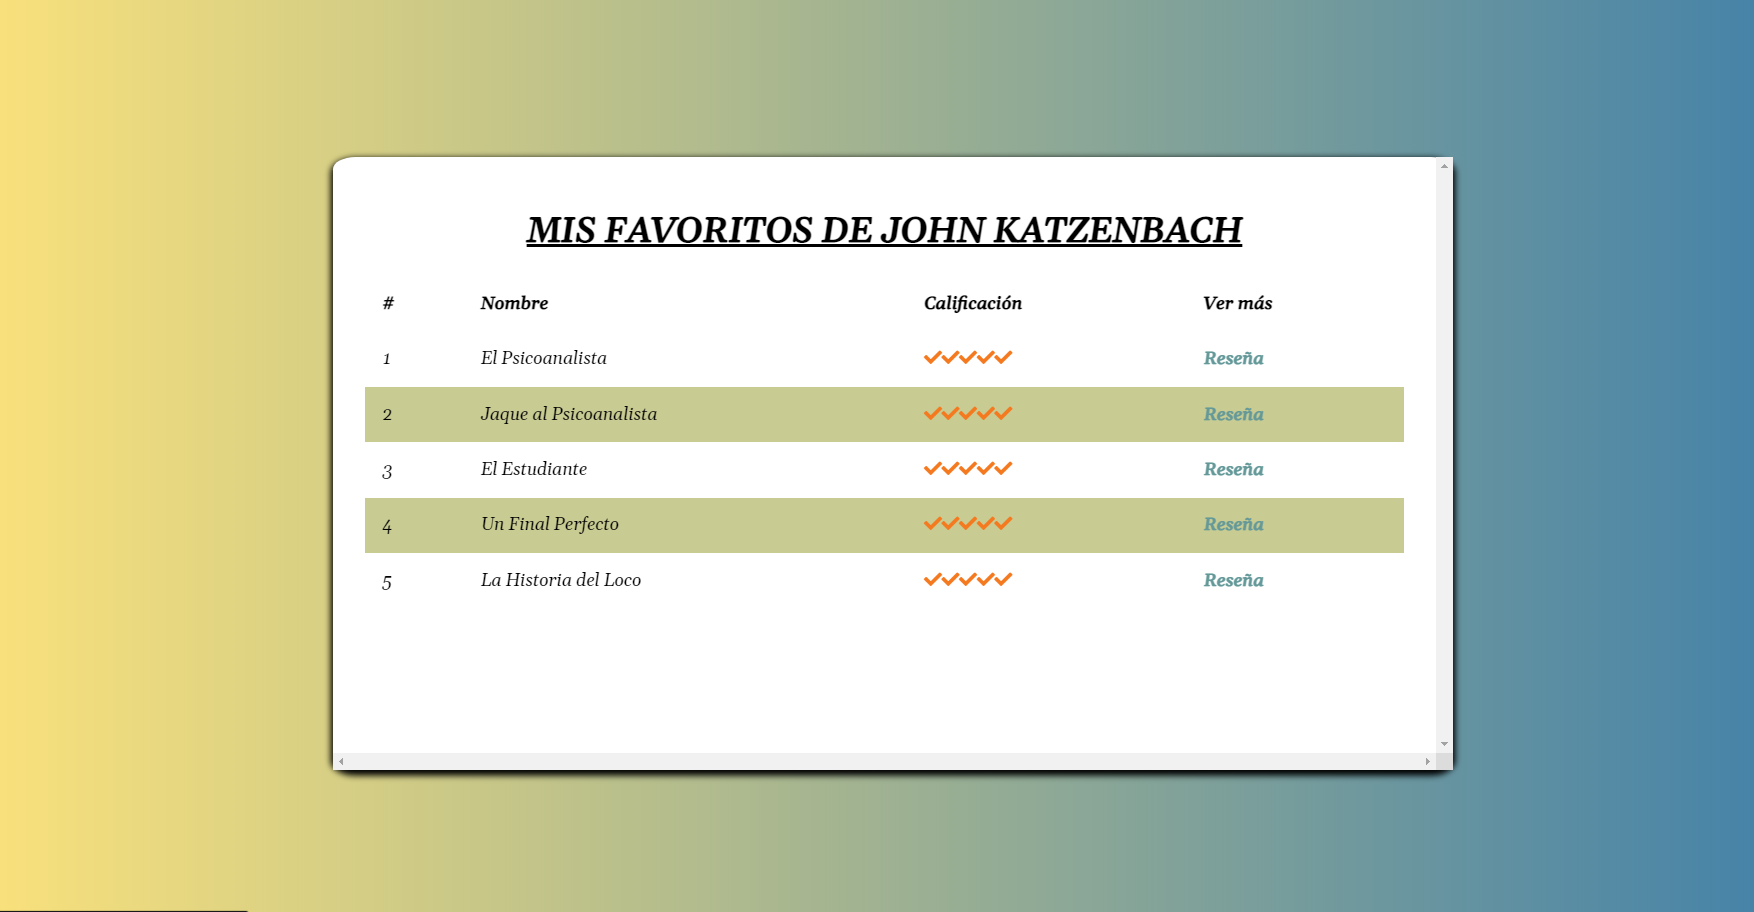 MIS FAVORITOS DE JOHN KATZENBACH
# Nombre Calificación Ver más
1 El Psicoanalista Reseña
2 Jaque al Psicoanalista Reseña
3 El Estudiante Reseña
4 Un Final Perfecto Reseña
5 La Historia del Loco Reseña